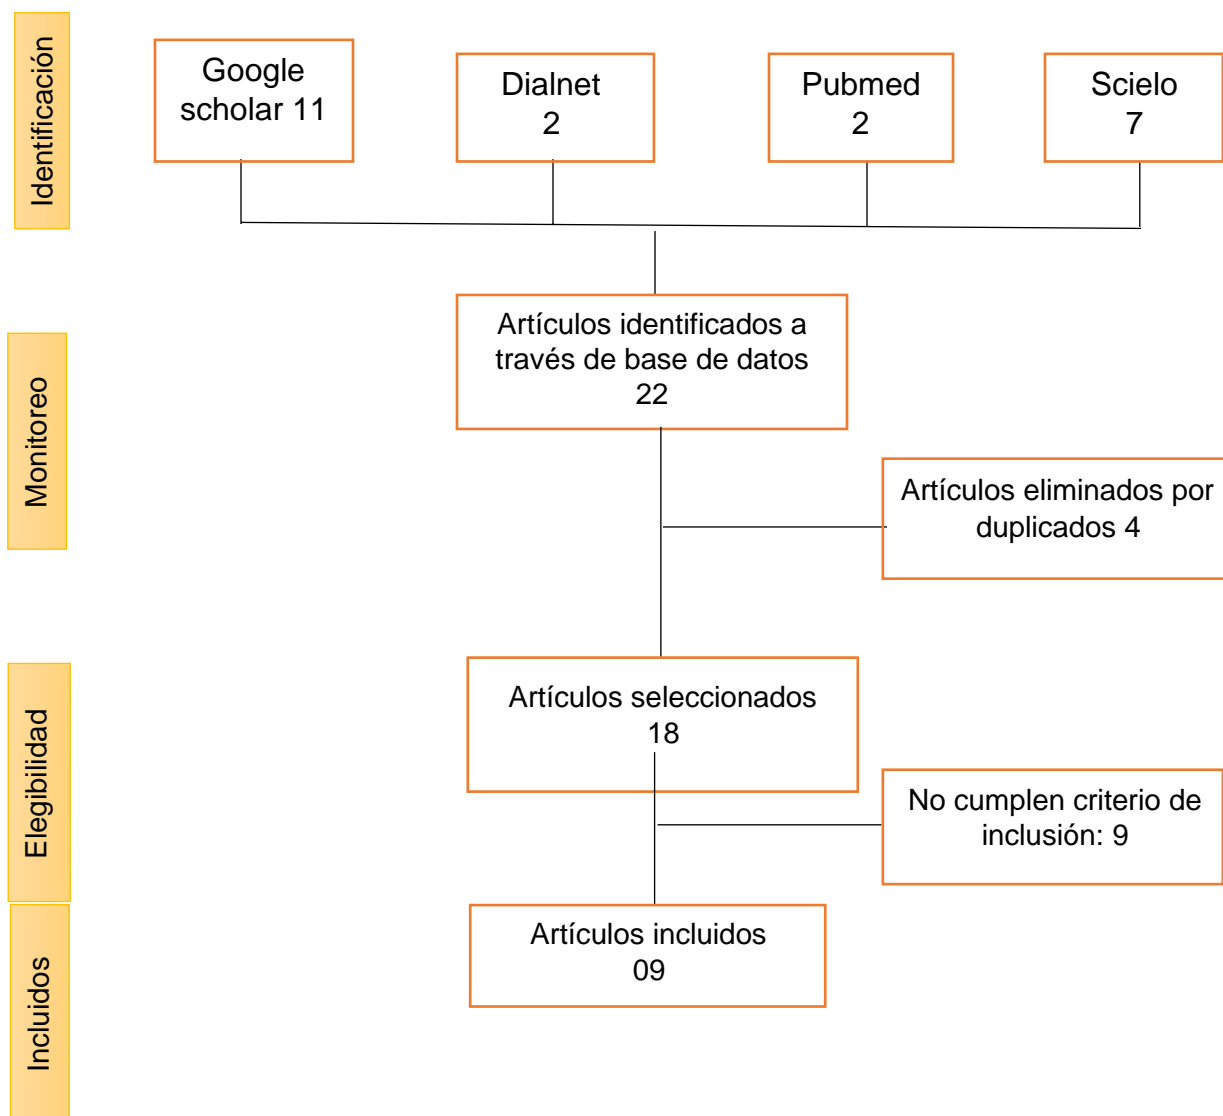 Identificación
Google
scholar 11
Dialnet
2
Pubmed
2
Scielo
7
Monitoreo
Artículos identificados a
través de base de datos
22
Artículos eliminados por
duplicados 4
Elegibilidad
Artículos seleccionados
18
No cumplen criterio de
inclusión: 9
Incluidos
Artículos incluidos
09